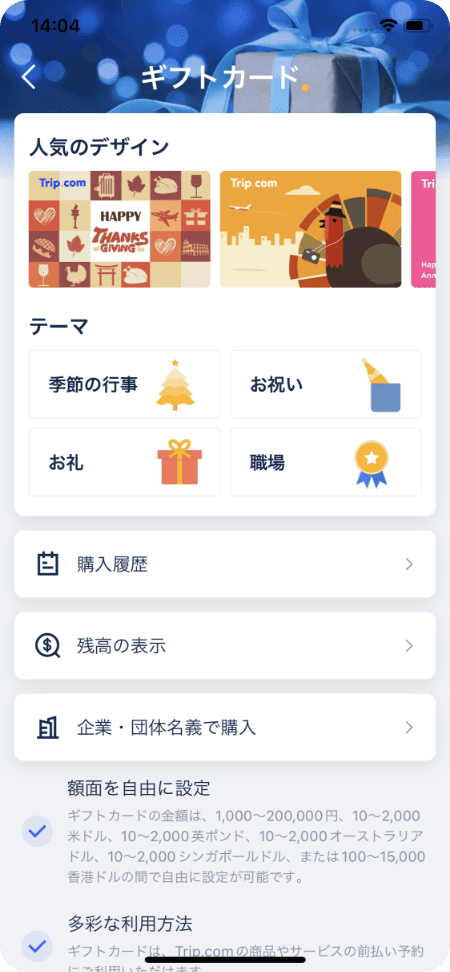 14:04
ギフトカード
人気のデザイン
Trip.com
HAPPY
THANKS
GIVING
Trip.com
Tri
Hap
Ann
テーマ
季節の行事
お祝い
お礼
職場
購入履歴
残高の表示
企業・団体名義で購入
額面を自由に設定
ギフトカードの金額は、1,000〜200,000円、10〜2,000
米ドル、10〜2,000英ポンド、10〜2,000オーストラリア
ドル、10〜2,000シンガポールドル、または100〜15,000
香港ドルの間で自由に設定が可能です。
多彩な利用方法
ギフトカードは、Trip.comの商品やサービスの前払い予約
にご利用いただけます